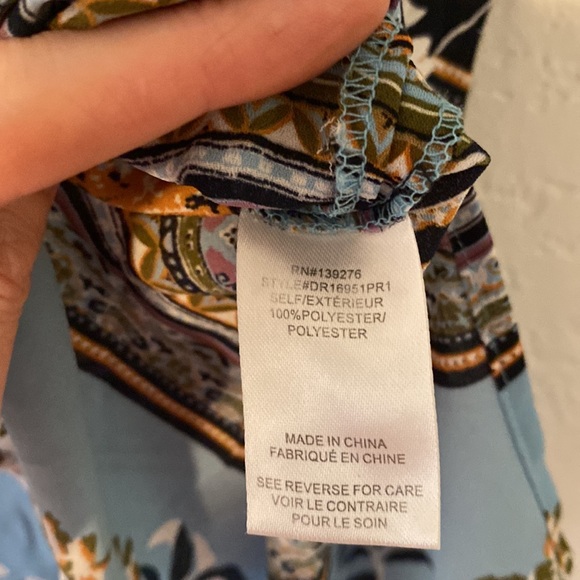 RN#139276
STYLE#DR16951PR1
SELF/EXTÉRIEUR
100%POLYESTER/
POLYESTER
MADE IN CHINA
FABRIQUÉ EN CHINE
SEE REVERSE FOR CARE
VOIR LE CONTRAIRE
POUR LE SOIN